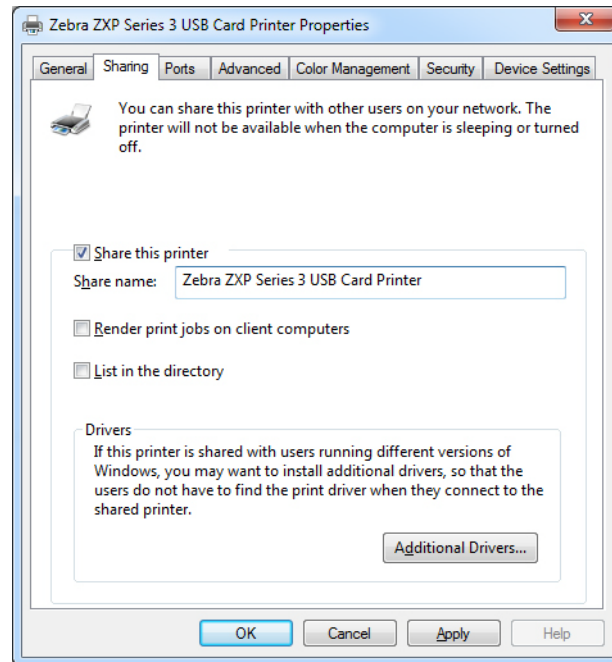 Zebra ZXP Series 3 USB Card Printer Properties
General Sharing Ports Advanced Color Management Security Device Settings
You can share this printer with other users on your network. The
printer will not be available when the computer is sleeping or turned
off.
Share this printer
Share name: Zebra ZXP Series 3 USB Card Printer
Render print jobs on client computers
List in the directory
Drivers
If this printer is shared with users running different versions of
Windows, you may want to install additional drivers, so that the
users do not have to find the print driver when they connect to the
shared printer.
Additional Drivers...
OK Cancel Apply Help